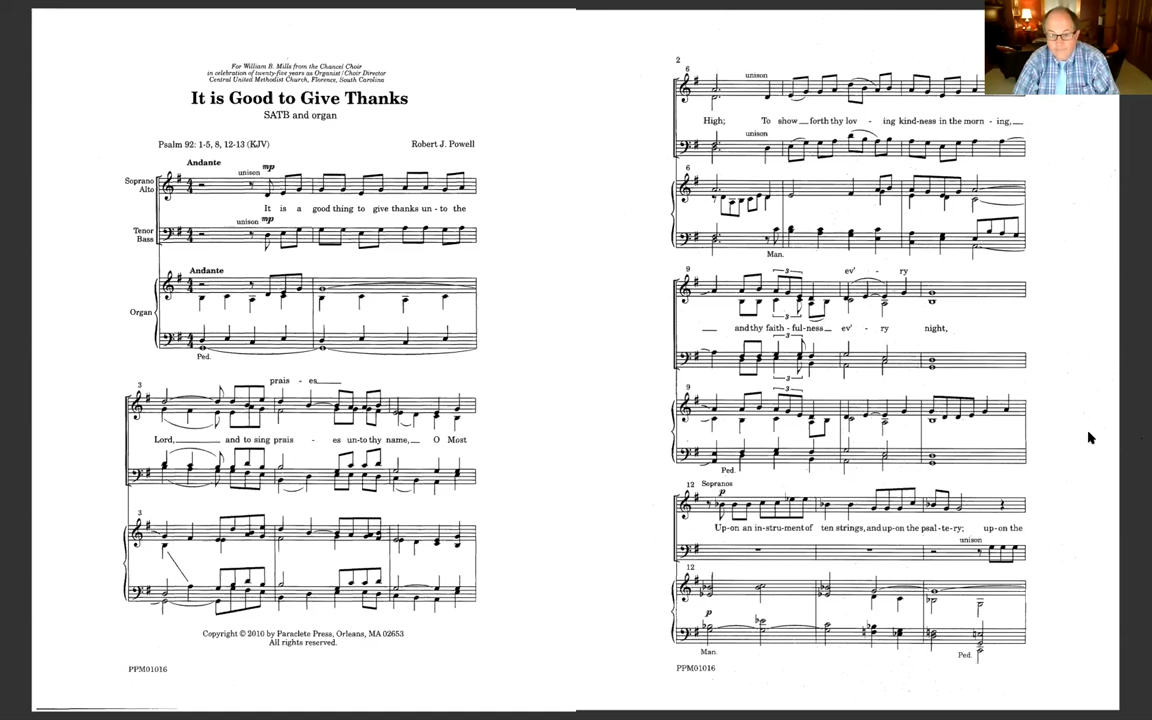 For William B. Mills from the Chancel Choir
in celebration of twenty-five years as Organist/Choir Director
Central United Methodist Church, Florence, South Carolina
It is Good to Give Thanks
SATB and organ
Psalm 92: 1-5, 8, 12-13 (KJV)
Robert J. Powell
Andante
unison mp
Soprano
Alto
It is a good thing to give thanks un - to the
unison mp
Tenor
Bass
Andante
Organ
Ped.
3
prais - es
Lord, and to sing prais - es un-to thy name, O Most
3
Copyright © 2010 by Paraclete Press, Orleans, MA 02653
All rights reserved.
PPM01016
2
6
unison
High; To show forth thy lov - ing kind-ness in the morn - ing,
unison
6
Man.
9
3
ev' - ry
and thy faith - ful-ness ev' - ry night,
3
3
3
9
3
Ped.
12 Sopranos
p
Up-on an in-stru-ment of ten strings, and up-on the psal-te-ry; up-on the
unison
12
p
Man.
Ped.
PPM01016